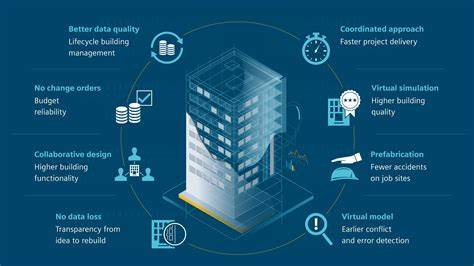 Better data quality
Lifecycle building
management
Coordinated approach
Faster project delivery
No change orders
Budget
reliability
Virtual simulation
Higher building
quality
Collaborative design
Higher building
functionality
Prefabrication
Fewer accidents
on job sites
No data loss
Transparency from
idea to rebuild
Virtual model
Earlier conflict
and error detection